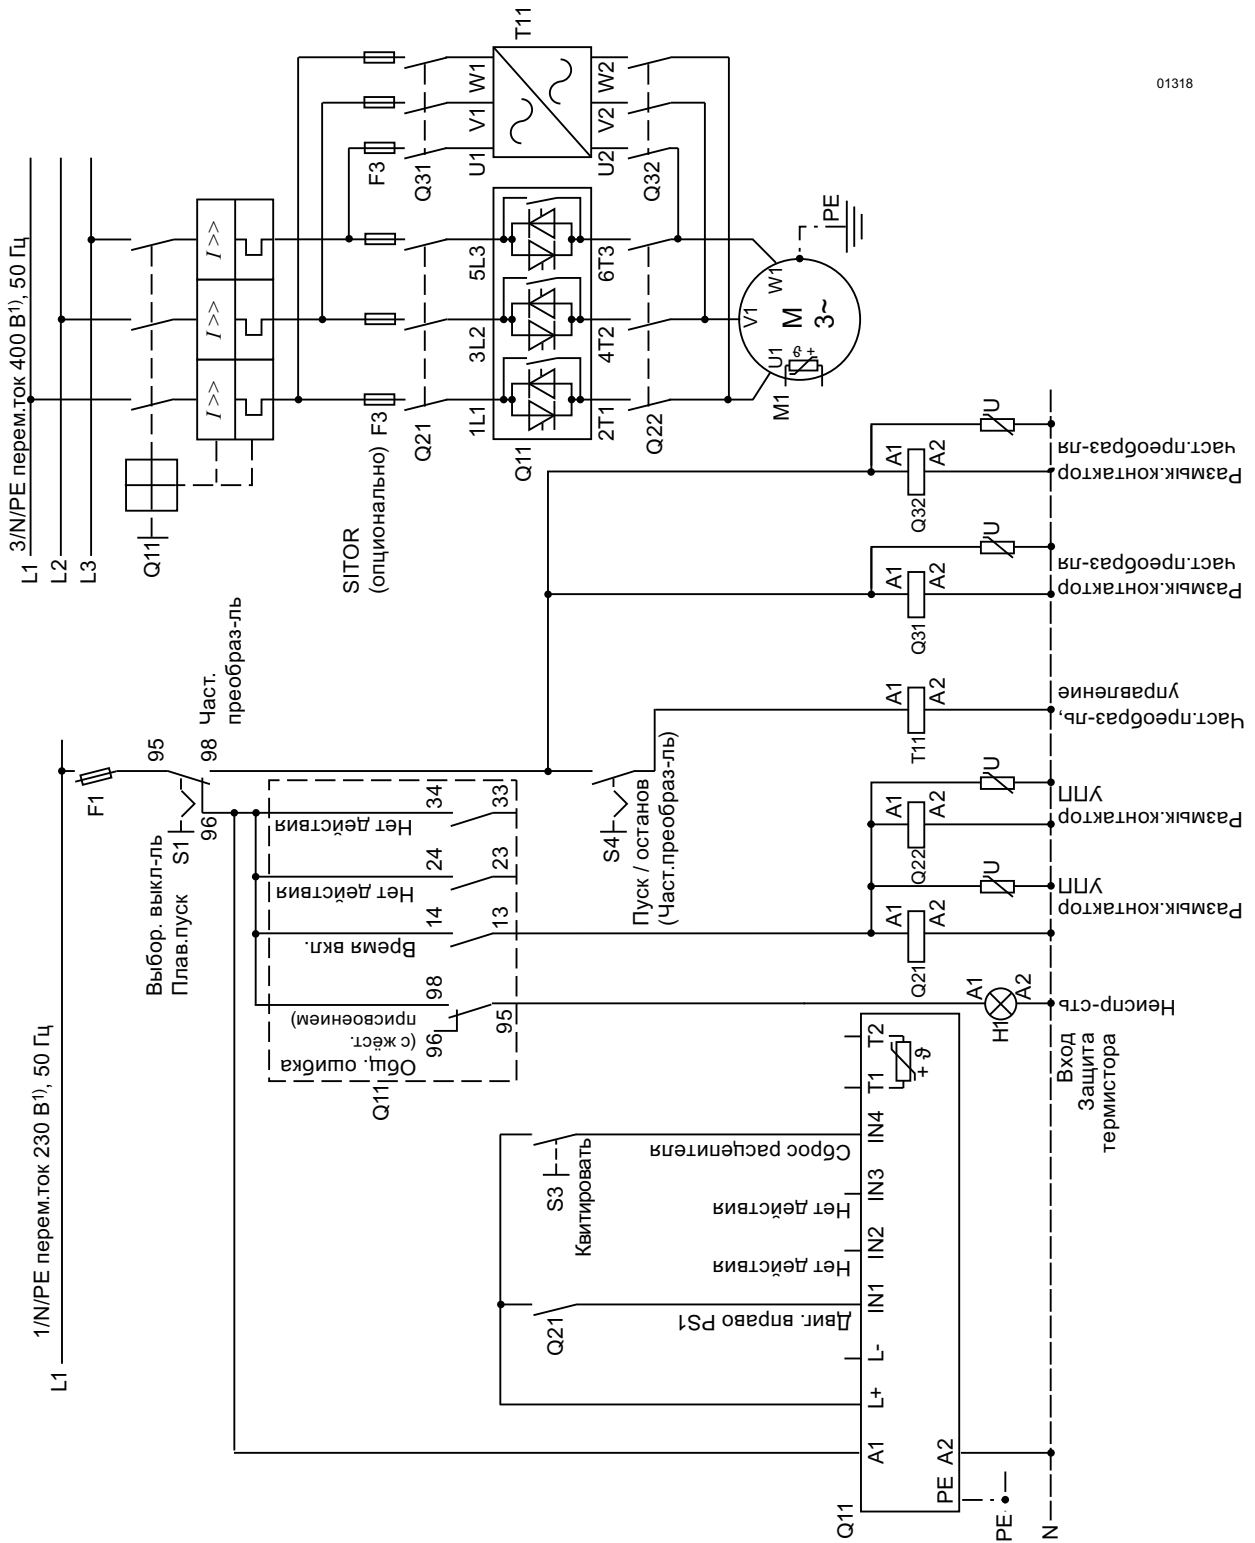 01318
3/N/PE перем.ток 400 В1), 50 Гц
L1
L2
L3
Q11
I >>
I >>
I >>
SITOR
(опционально) F3
F3
Q21
Q31
1L1
3L2
5L3
U1
V1
W1
Q11
T11
2T1
4T2
6T3
U2
V2
W2
Q22
Q32
M1
U1
V1
W1
M
3~
ϑ
+
PE
1/N/PE перем.ток 230 В1), 50 Гц
L1
F1
Выбор. выкл-ль
Плав.пуск
S1
95
96
98
Част.
преобраз-ль
Q11
Общ. ошибка
(с жёст.
присвоением)
96
98
95
Время вкл.
14
13
Нет действия
24
23
Нет действия
34
33
S4
Пуск / останов
(Част.преобраз-ль)
Q21
S3
Квитировать
Двиг. вправо PS1
Нет действия
Нет действия
Сброс расцепителя
Q11
A1
L+
L-
IN1
IN2
IN3
IN4
T1
T2
+ ϑ
PE
A2
PE
N
H1
A1
A2
Q21
A1
A2
U
Q22
A1
A2
U
T11
A1
A2
Q31
A1
A2
U
Q32
A1
A2
U
Вход
Защита
термистора
Неиспр-сть
Размык.контактор
УПП
Размык.контактор
УПП
Част.преобраз-ль,
управление
Размык.контактор
част.преобраз-ля
Размык.контактор
част.преобраз-ля